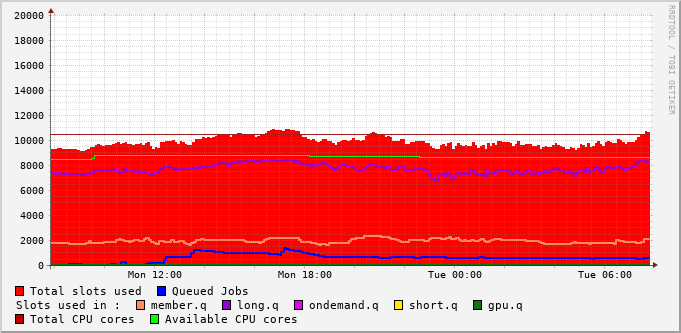 20000
18000
16000
14000
12000
10000
8000
6000
4000
2000
0
Mon 12:00 Mon 18:00 Tue 00:00 Tue 06:00
RRDTOOL / TOBI OETIKER
Total slots used Queued Jobs
Slots used in : member.q long.q ondemand.q short.q gpu.q
Total CPU cores Available CPU cores